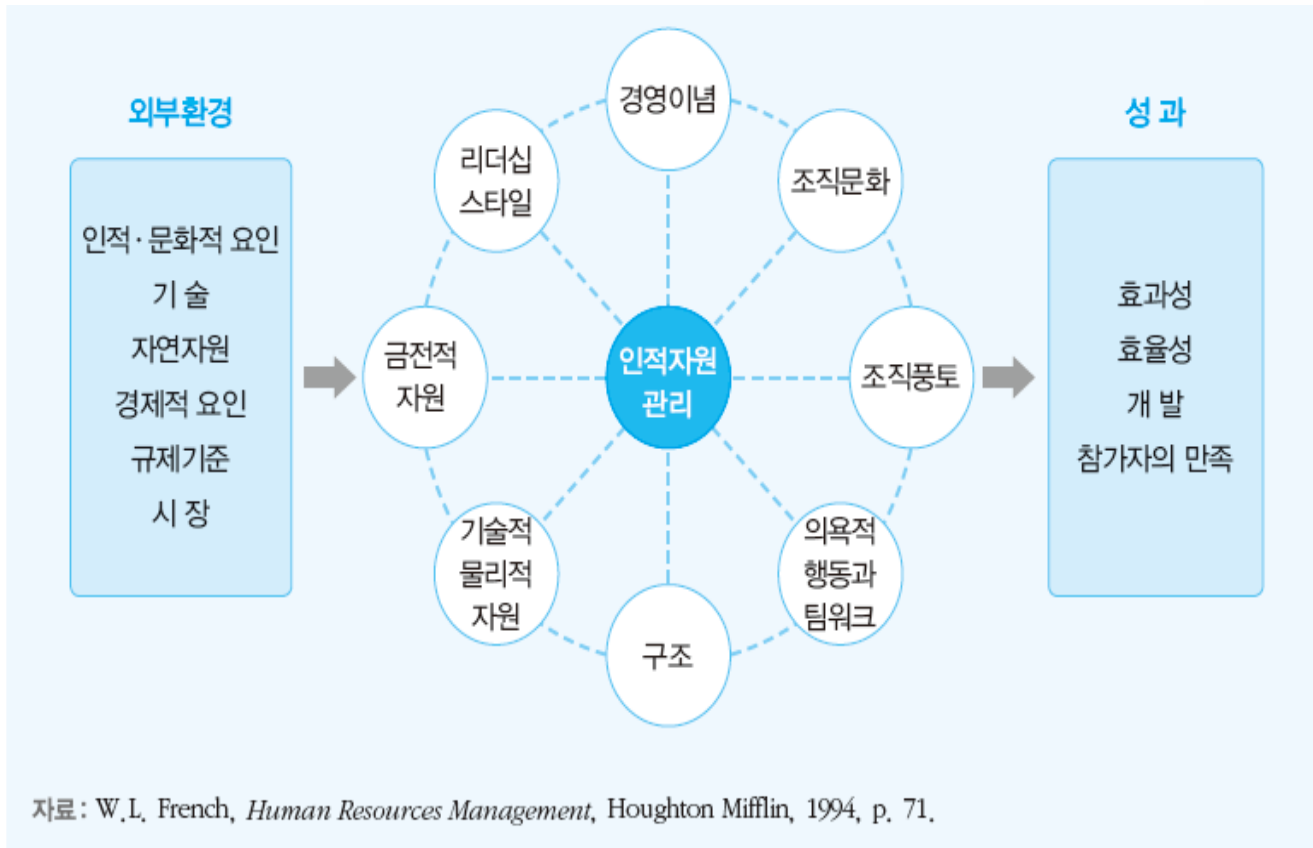 외부환경
인적·문화적 요인
기 술
자연자원
경제적 요인
규제기준
시 장
경영이념
리더십
스타일
조직문화
금전적
자원
인적자원
관리
조직풍토
기술적
물리적
자원
의욕적
행동과
팀워크
구조
성 과
효과성
효율성
개 발
참가자의 만족
자료: W.L. French, Human Resources Management, Houghton Mifflin, 1994, p. 71.